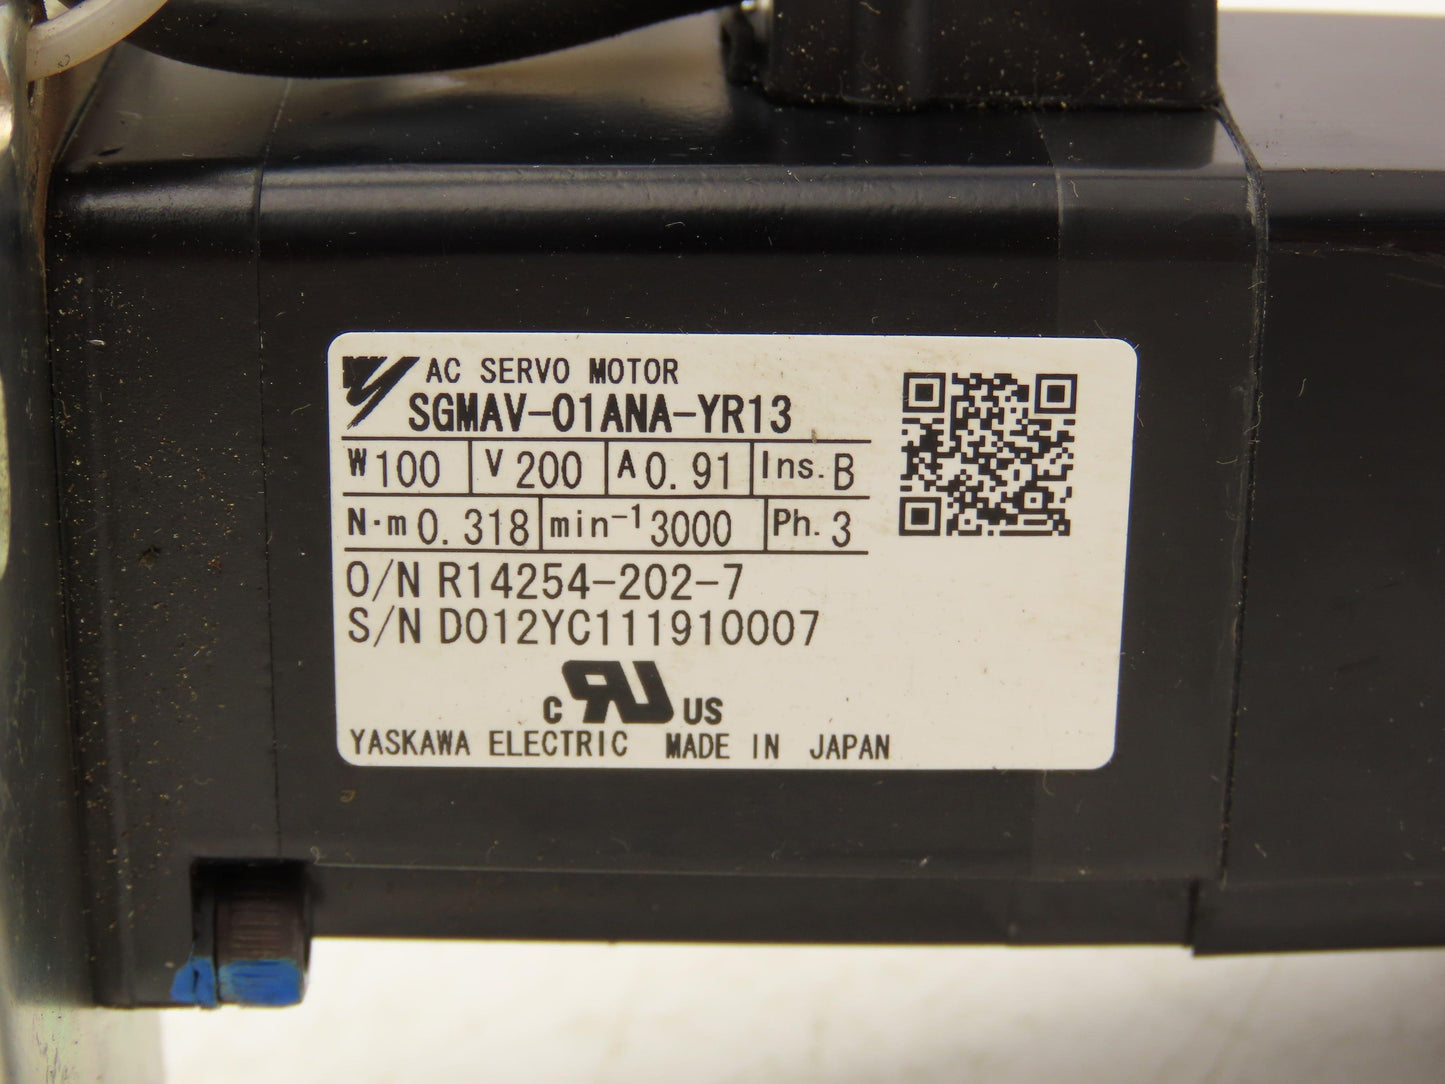 AC SERVO MOTOR
SGMAV-01ANA-YR13
W 100 V 200 A 0.91 Ins. B
N·m 0.318 min-1 3000 Ph. 3
O/N R14254-202-7
S/N D012YC111910007
c RU US
YASKAWA ELECTRIC MADE IN JAPAN